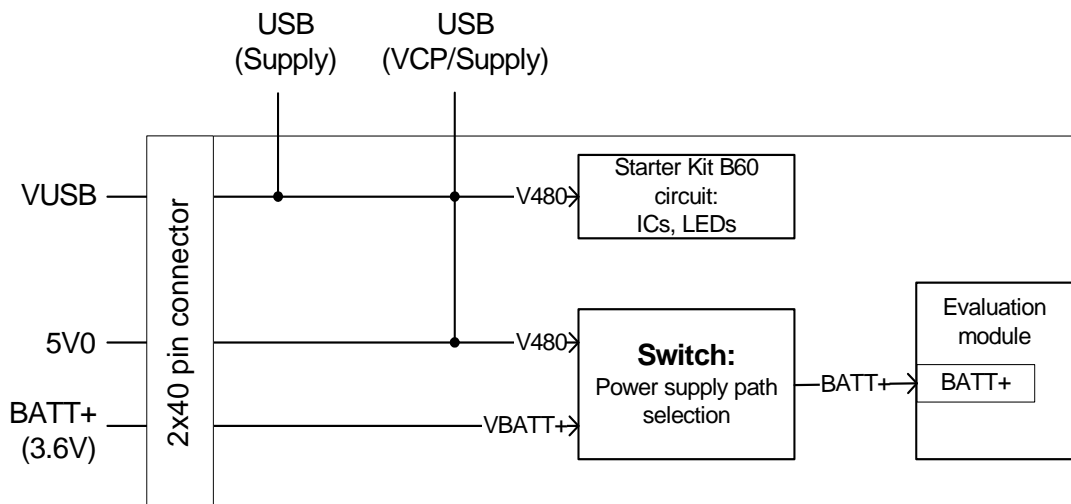 USB
(Supply)
USB
(VCP/Supply)
VUSB
2x40 pin connector
V480
Starter Kit B60
circuit:
ICs, LEDs
5V0
V480
BATT+
(3.6V)
VBATT+
Switch:
Power supply path
selection
BATT+
Evaluation
module
BATT+